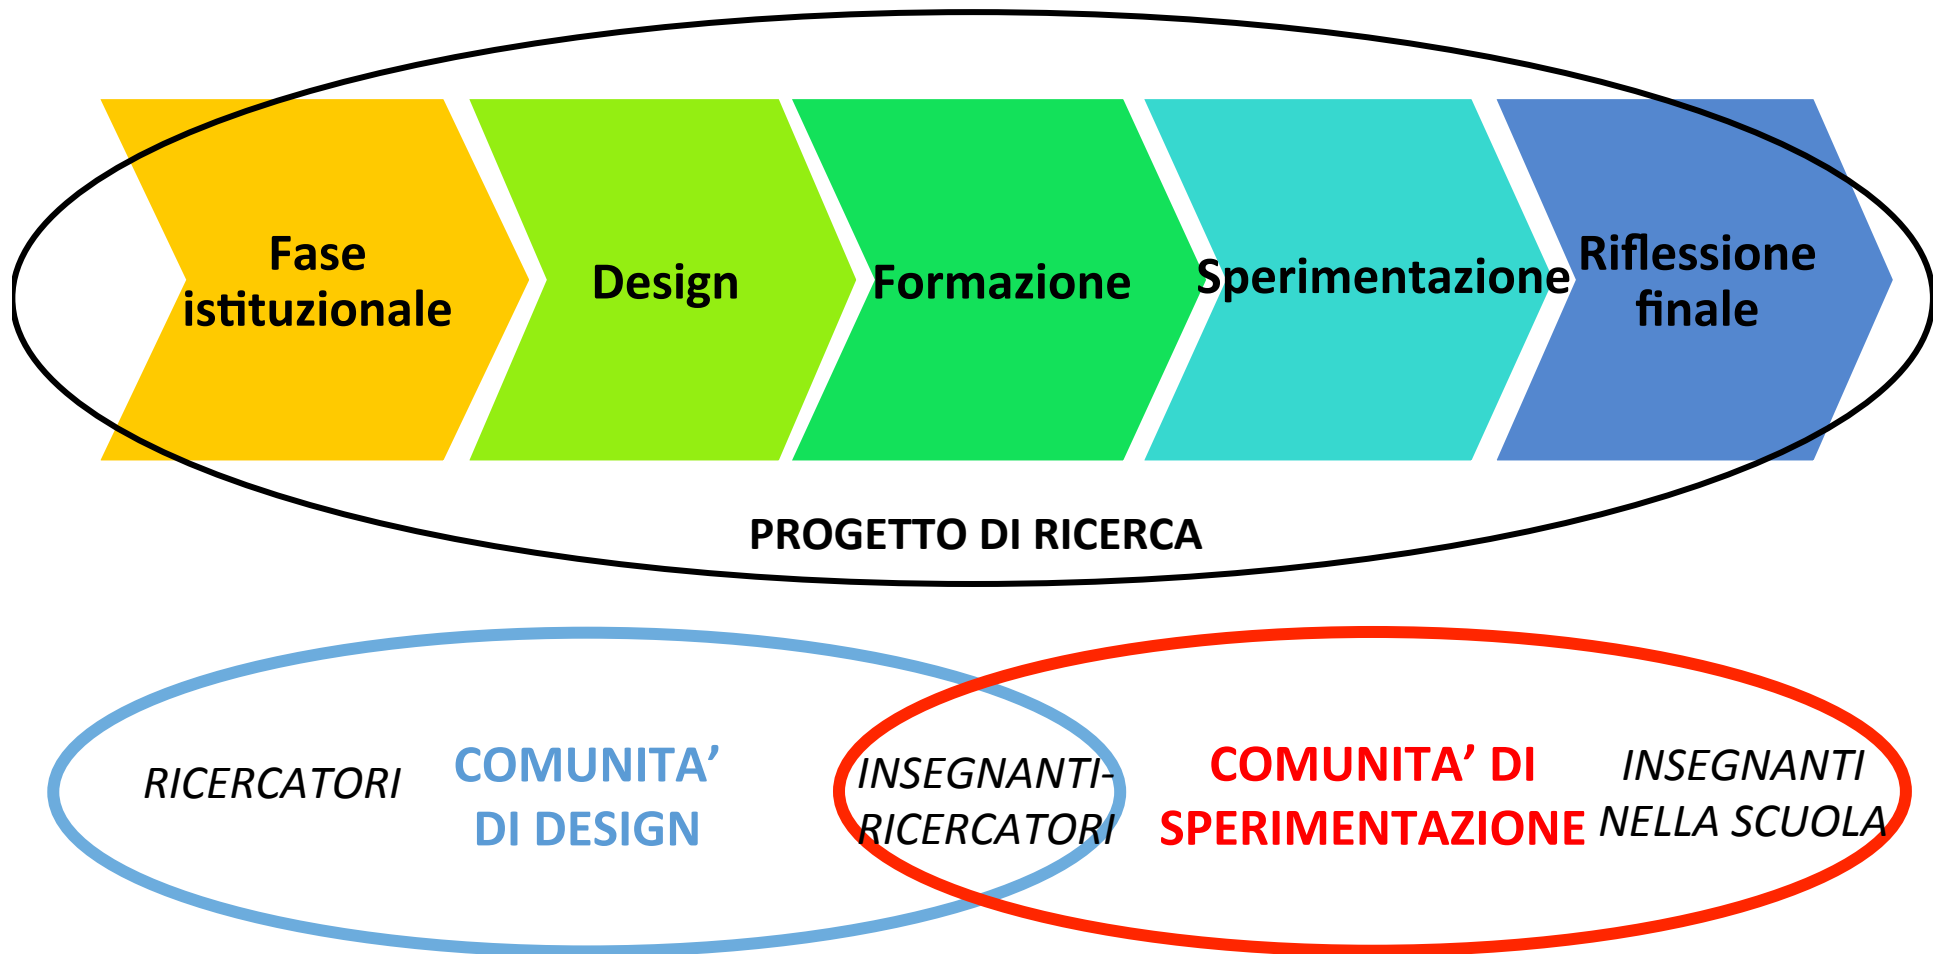 Fase
istituzionale
Design
Formazione
Sperimentazione
Riflessione
finale
PROGETTO DI RICERCA
RICERCATORI
COMUNITA’
DI DESIGN
INSEGNANTI-
RICERCATORI
COMUNITA’ DI
SPERIMENTAZIONE
INSEGNANTI
NELLA SCUOLA